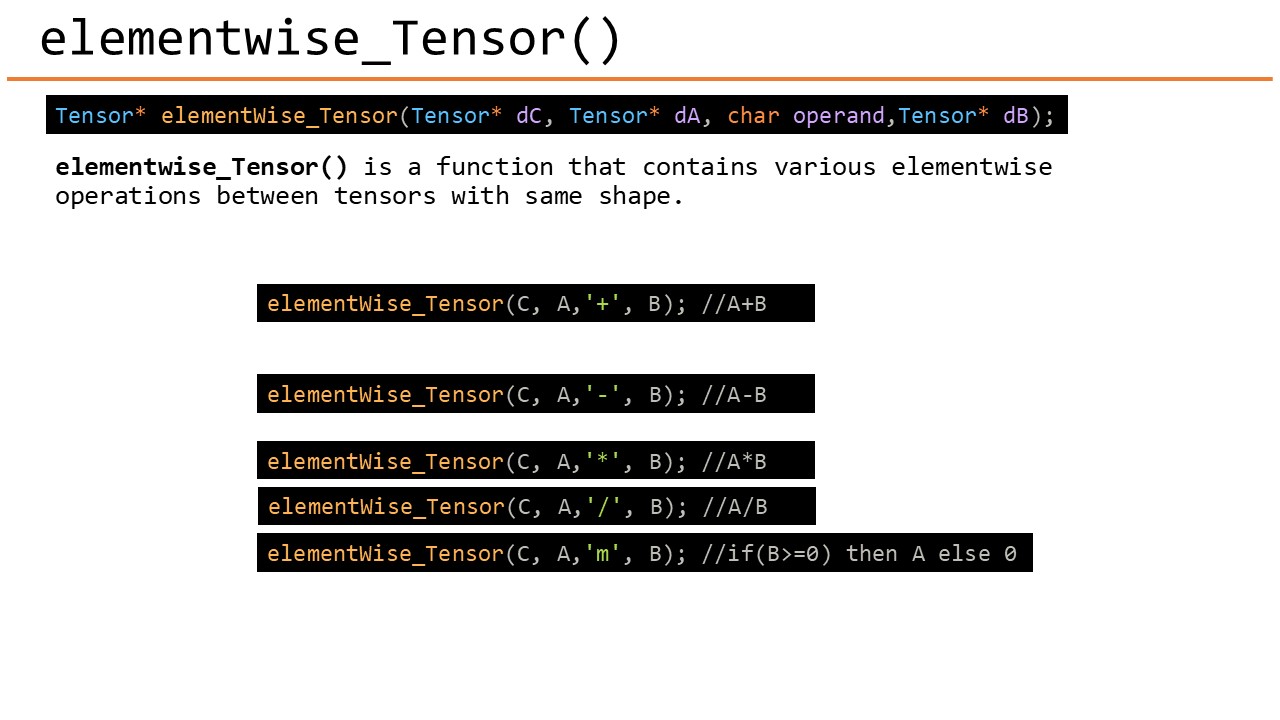 elementwise_Tensor()
Tensor* elementWise_Tensor(Tensor* dC, Tensor* dA, char operand,Tensor* dB);
elementwise_Tensor() is a function that contains various elementwise
operations between tensors with same shape.
elementWise_Tensor(C, A,'+', B); //A+B
elementWise_Tensor(C, A,'-', B); //A-B
elementWise_Tensor(C, A,'*', B); //A*B
elementWise_Tensor(C, A,'/', B); //A/B
elementWise_Tensor(C, A,'m', B); //if(B>=0) then A else 0